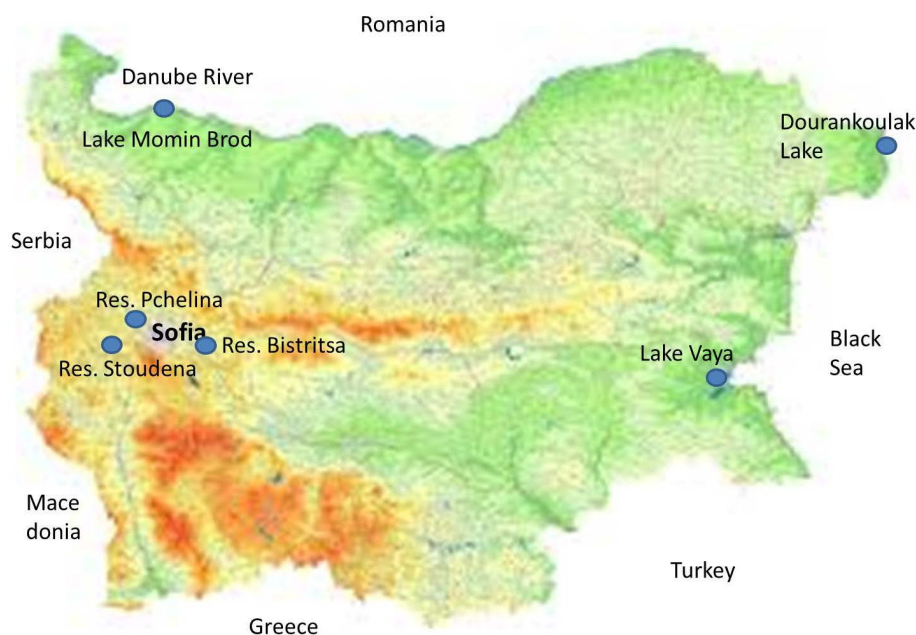 Romania
Danube River
Lake Momin Brod
Dourankoulak
Lake
Serbia
Res. Pchelina
Sofia
Res. Bistritsa
Res. Stoudena
Lake Vaya
Black
Sea
Mace
donia
Turkey
Greece